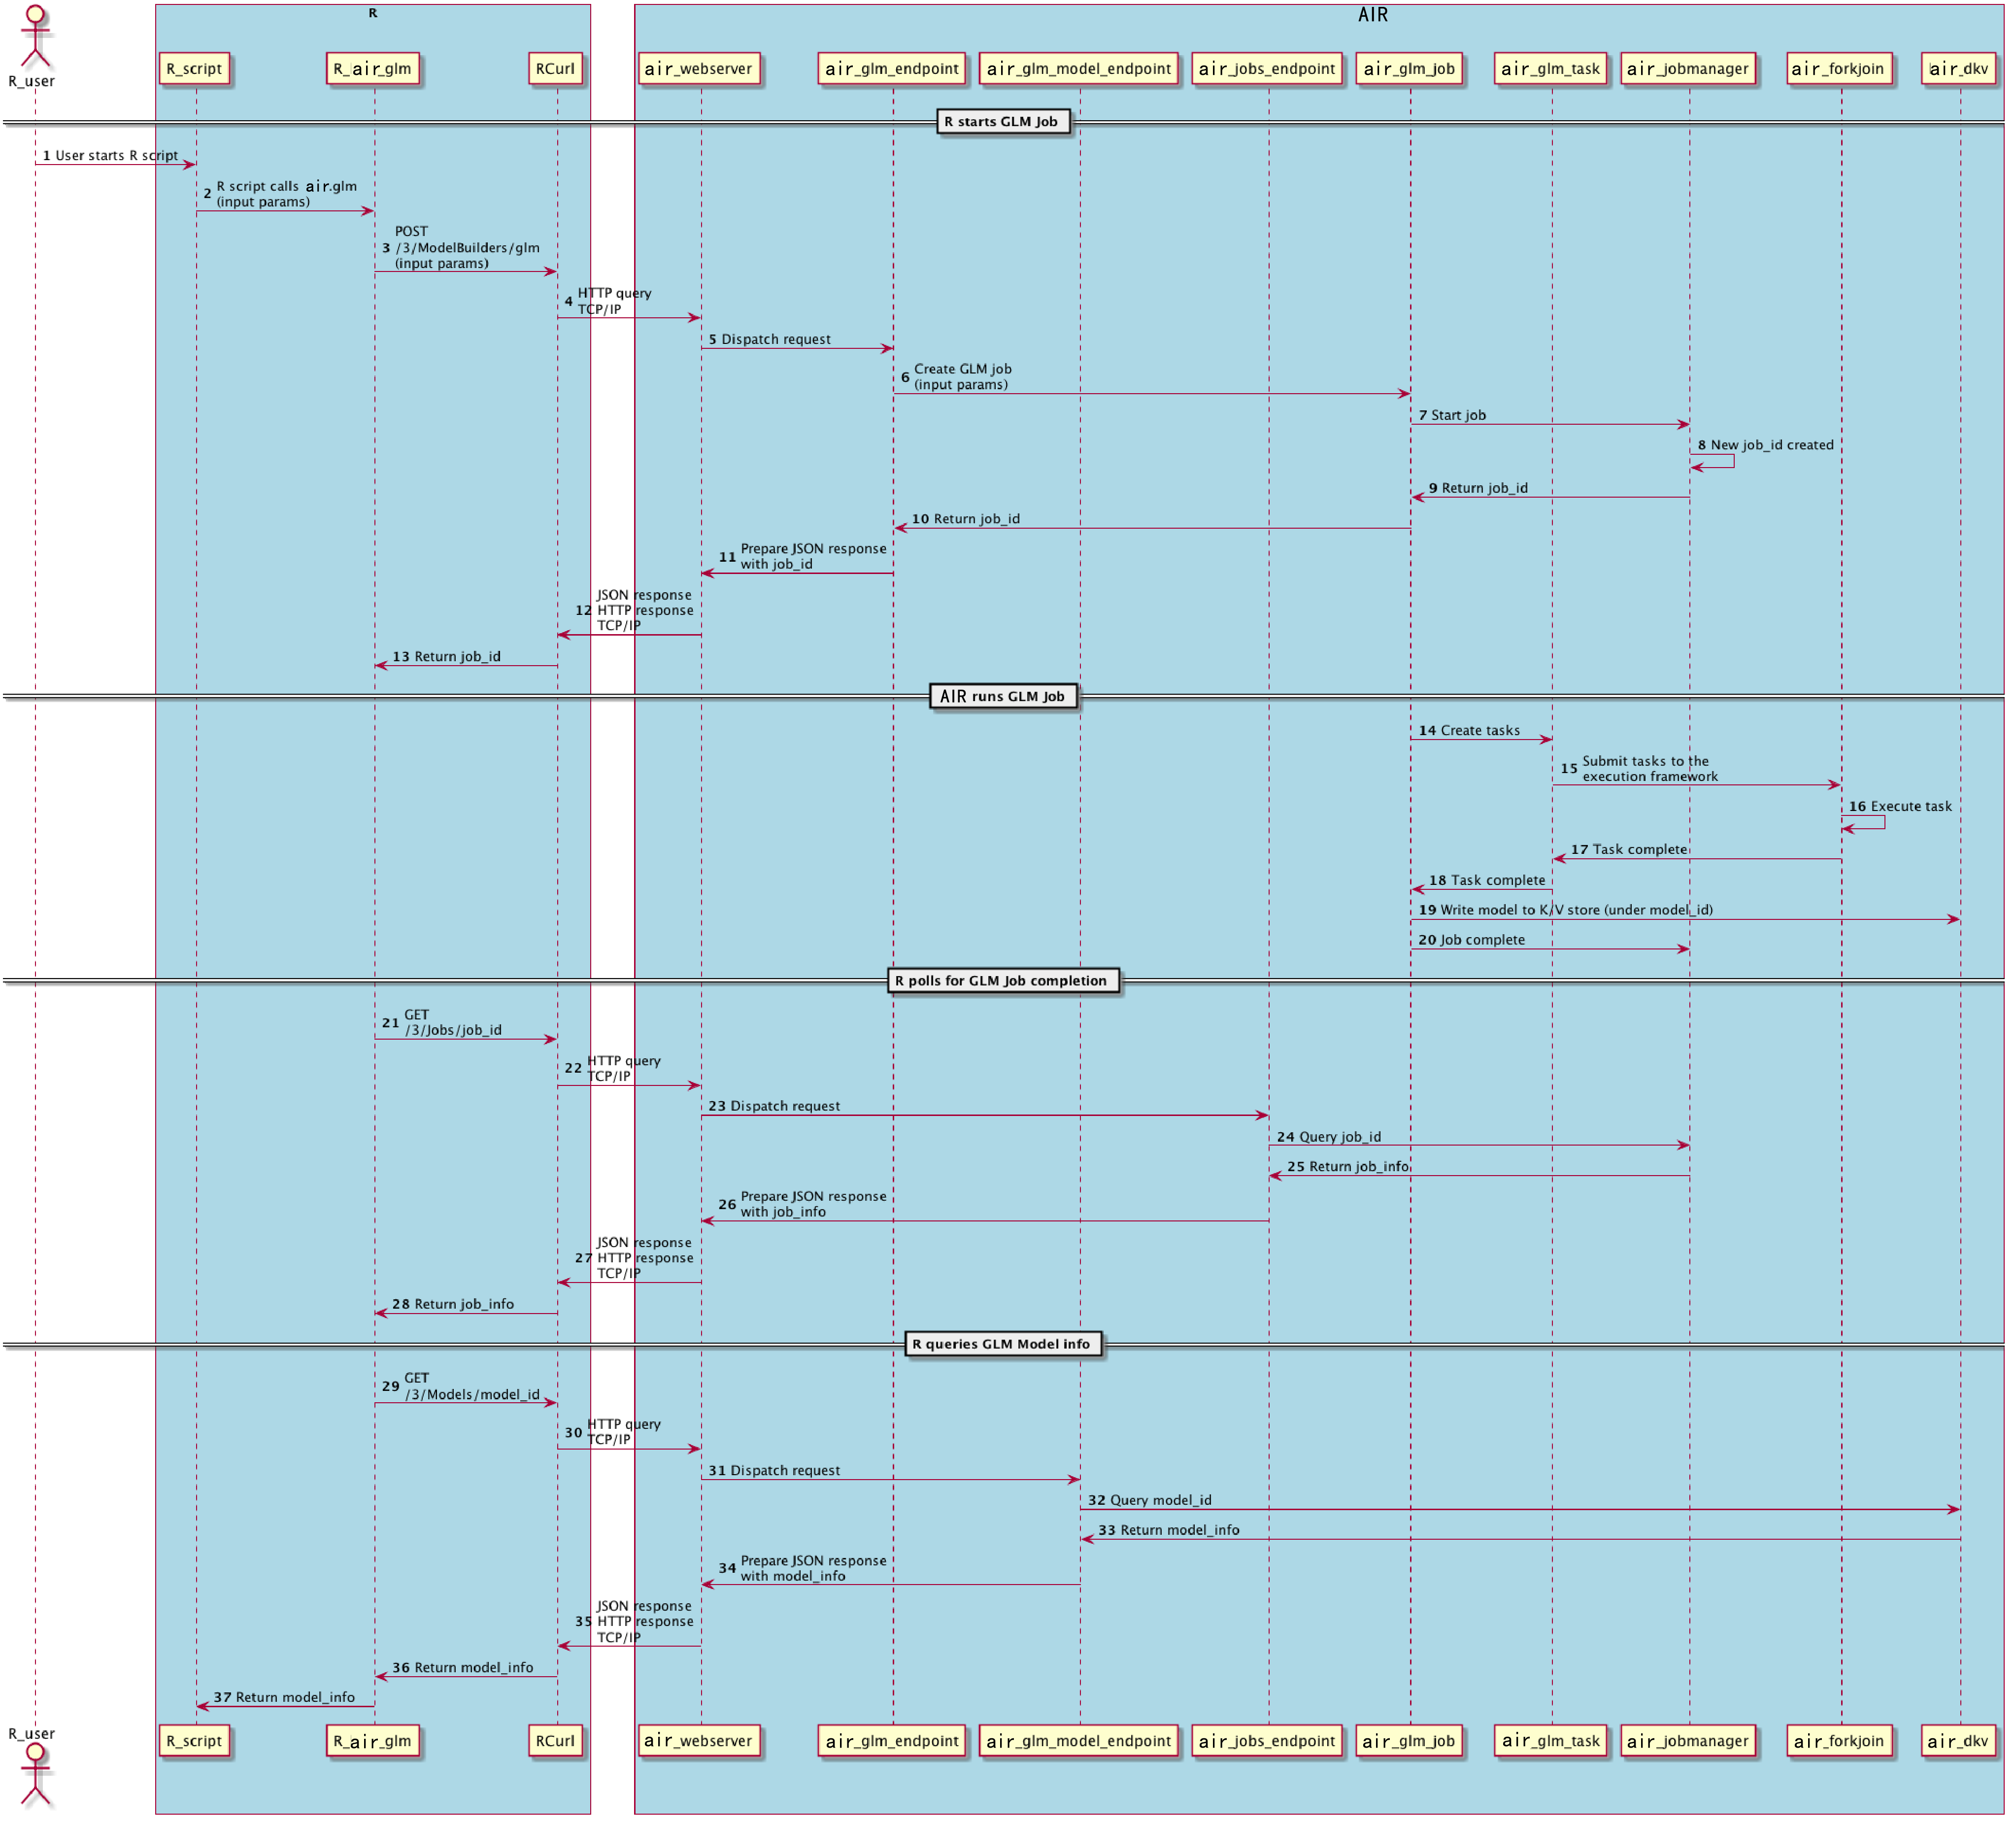 R
AIR
R_user
R_script
R_air_glm
RCurl
air_webserver
air_glm_endpoint
air_glm_model_endpoint
air_jobs_endpoint
air_glm_job
air_glm_task
air_jobmanager
air_forkjoin
air_dkv
R starts GLM Job
1 User starts R script
2 R script calls air.glm
(input params)
POST
3 /3/ModelBuilders/glm
(input params)
4 HTTP query
TCP/IP
5 Dispatch request
6 Create GLM job
(input params)
7 Start job
8 New job_id created
9 Return job_id
10 Return job_id
11 Prepare JSON response
with job_id
JSON response
12 HTTP response
TCP/IP
13 Return job_id
AIR runs GLM Job
14 Create tasks
15 Submit tasks to the
execution framework
16 Execute task
17 Task complete
18 Task complete
19 Write model to K/V store (under model_id)
20 Job complete
R polls for GLM Job completion
21 GET
/3/Jobs/job_id
22 HTTP query
TCP/IP
23 Dispatch request
24 Query job_id
25 Return job_info
26 Prepare JSON response
with job_info
JSON response
27 HTTP response
TCP/IP
28 Return job_info
R queries GLM Model info
29 GET
/3/Models/model_id
30 HTTP query
TCP/IP
31 Dispatch request
32 Query model_id
33 Return model_info
34 Prepare JSON response
with model_info
JSON response
35 HTTP response
TCP/IP
36 Return model_info
37 Return model_info
R_user
R_script
R_air_glm
RCurl
air_webserver
air_glm_endpoint
air_glm_model_endpoint
air_jobs_endpoint
air_glm_job
air_glm_task
air_jobmanager
air_forkjoin
air_dkv